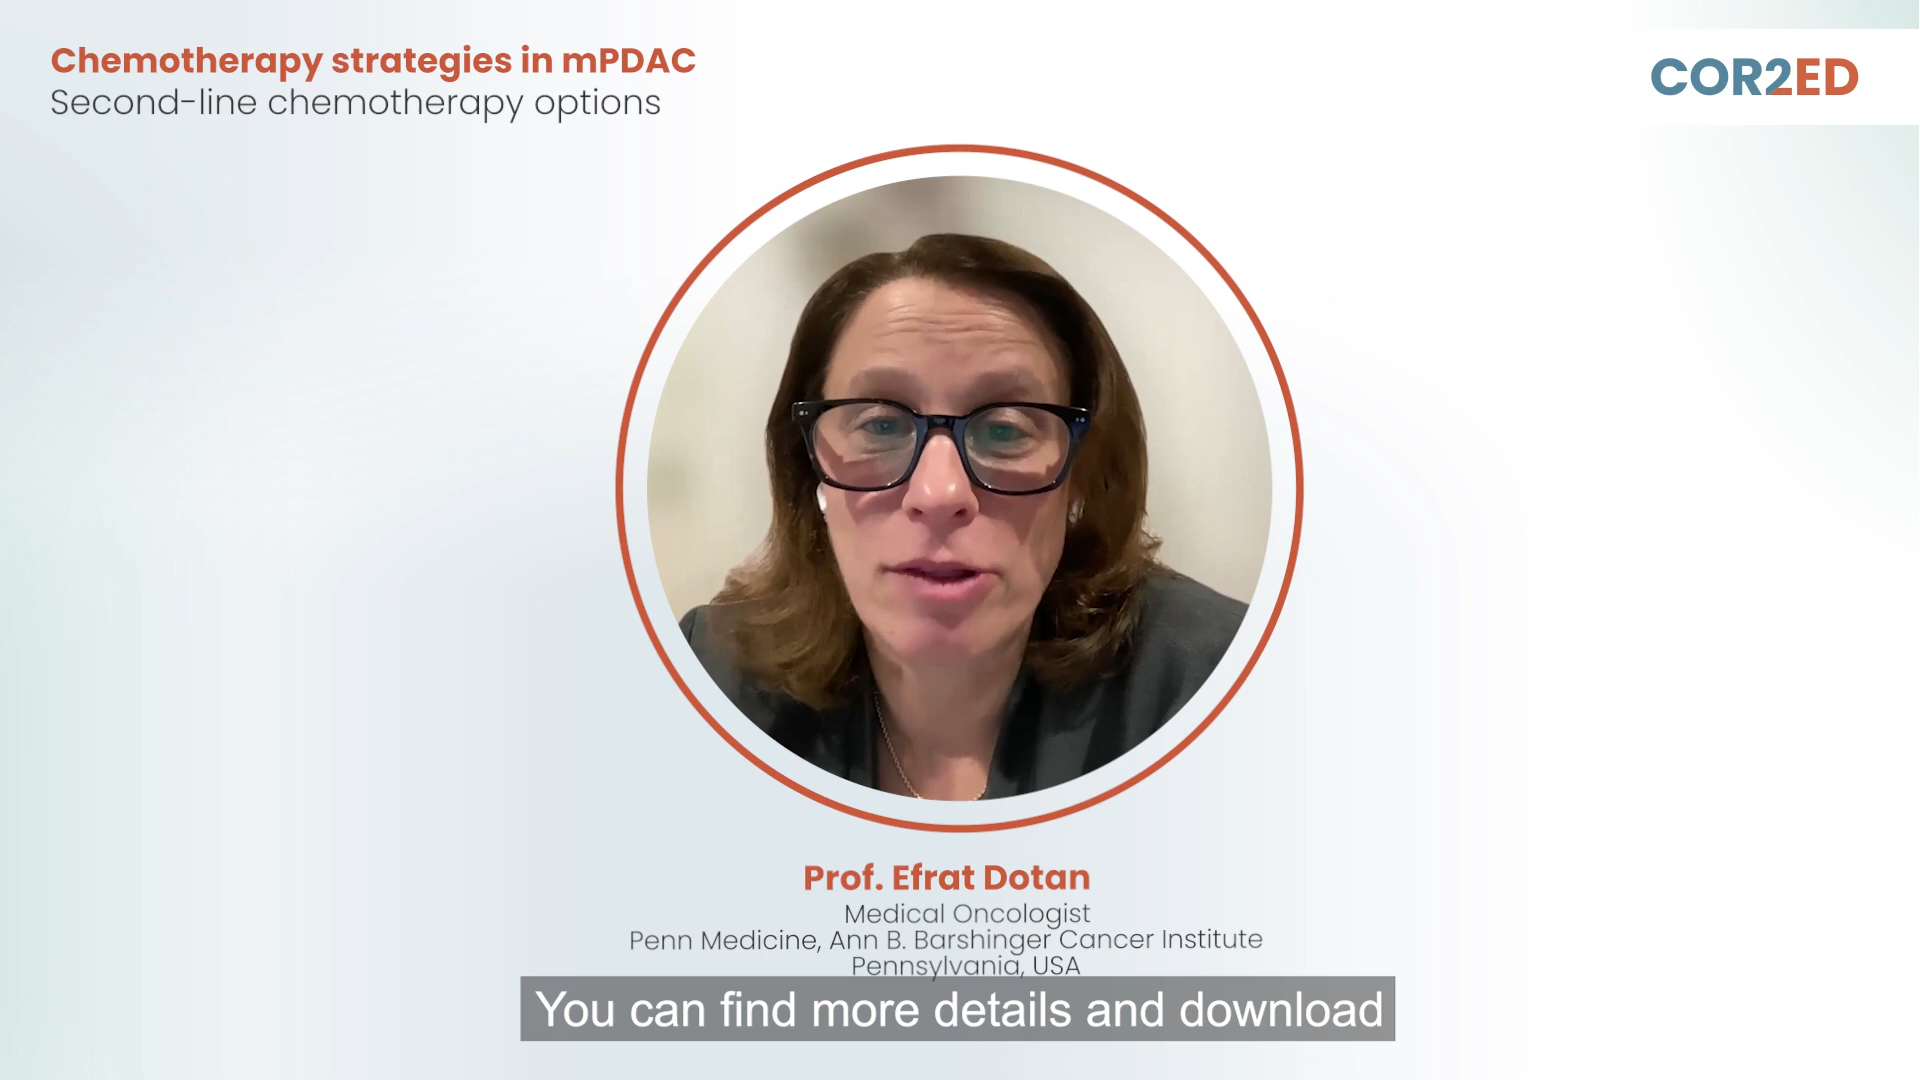 Chemotherapy strategies in mPDAC
Second-line chemotherapy options
COR2ED
Prof. Efrat Dotan
Medical Oncologist
Penn Medicine, Ann B. Barshinger Cancer Institute
Pennsylvania, USA
You can find more details and download